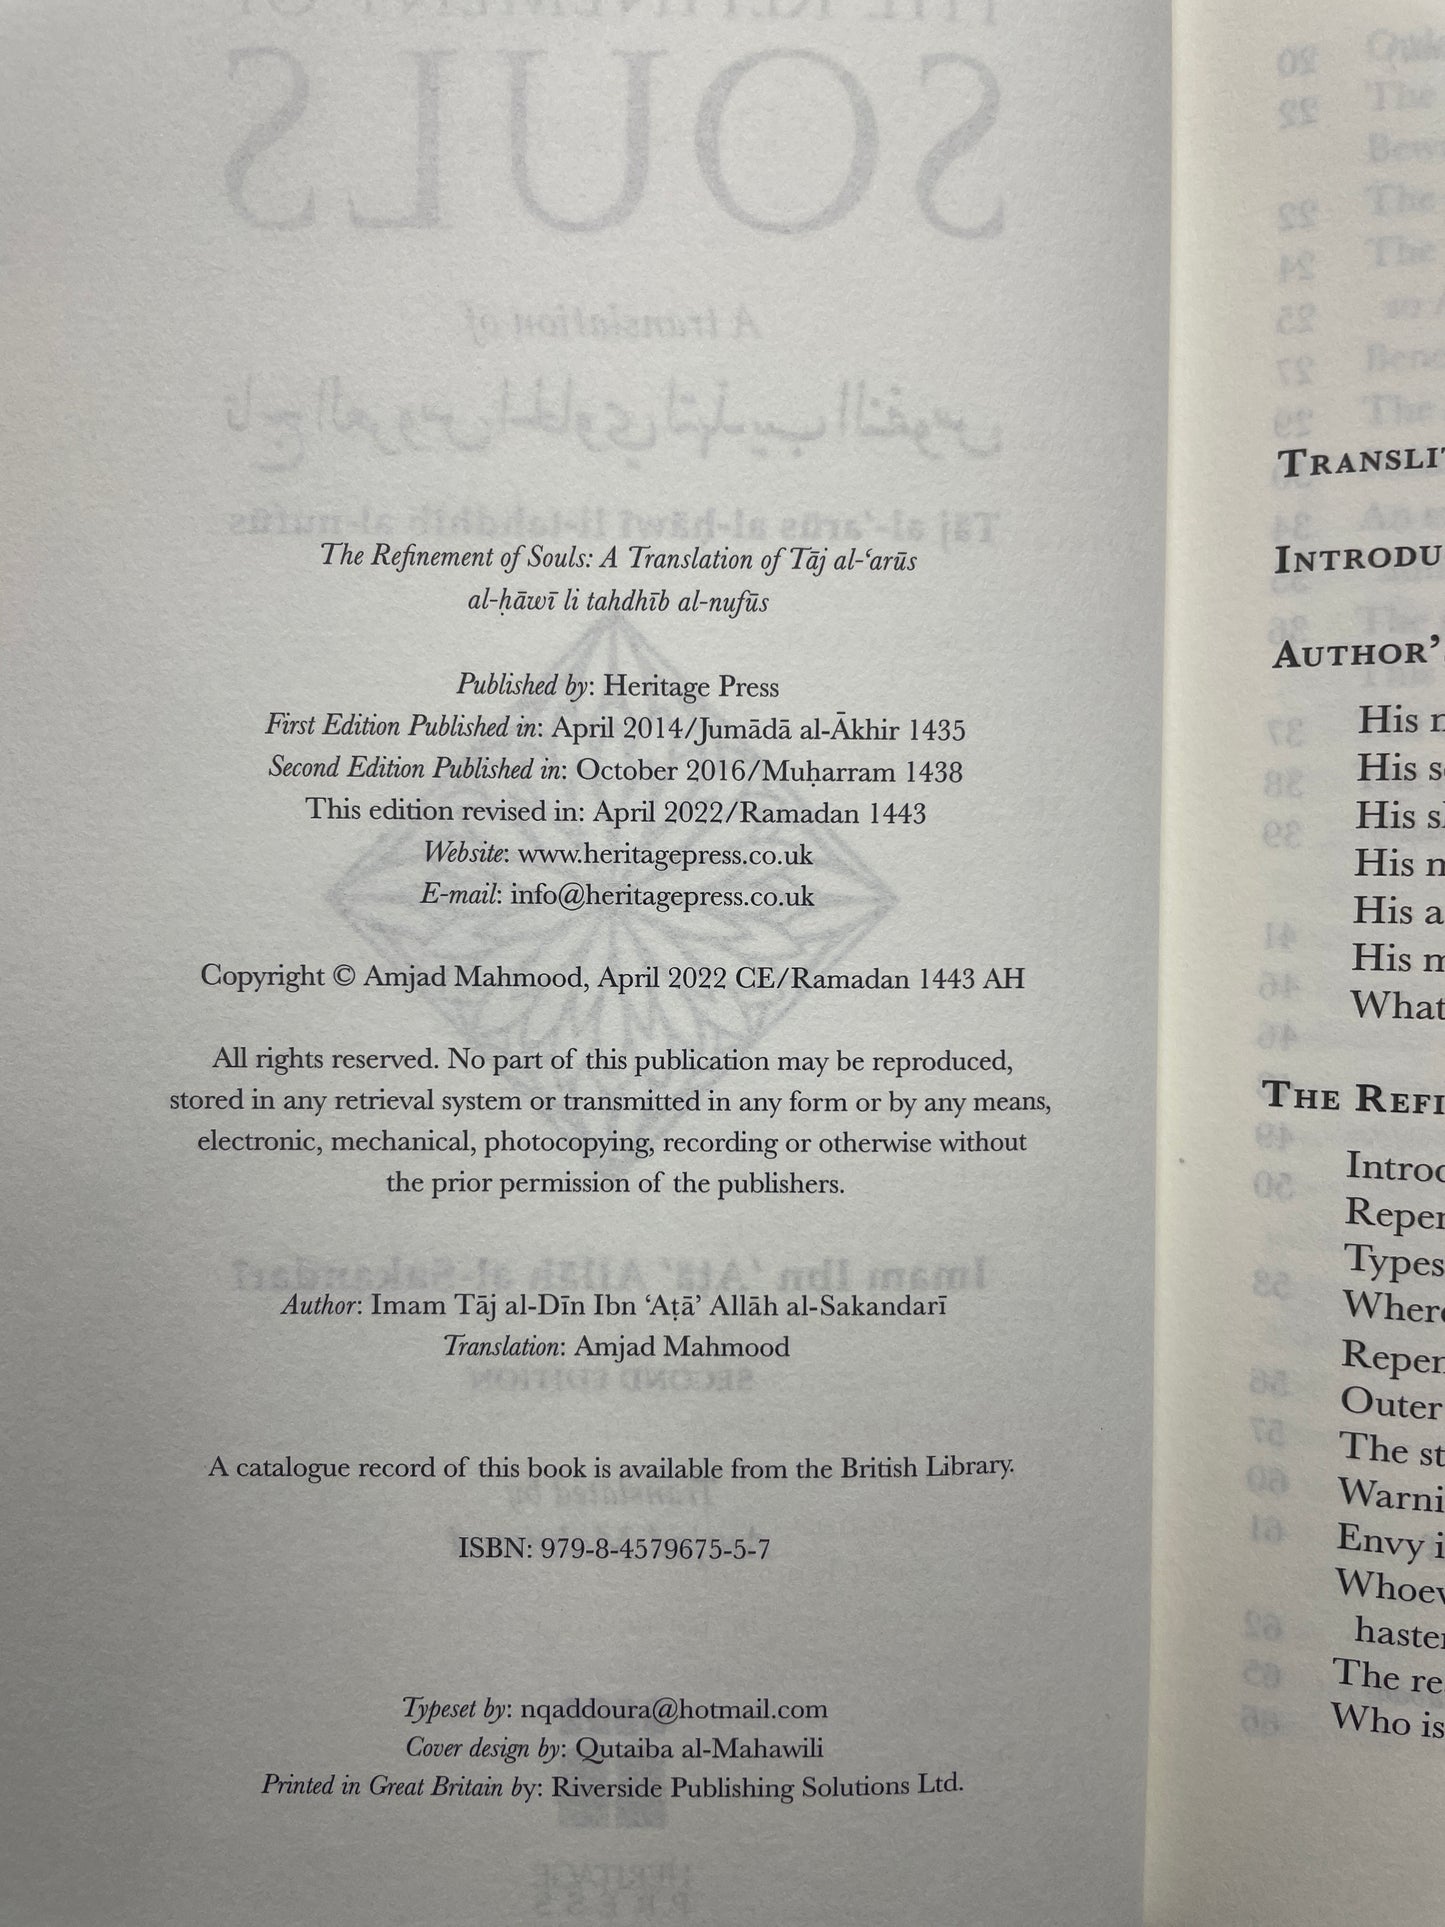 The Refinement of Souls: A Translation of Tāj al-‘arūs
al-ḥāwī li tahdhīb al-nufūs
Published by: Heritage Press
First Edition Published in: April 2014/Jumādā al-Ākhir 1435
Second Edition Published in: October 2016/Muḥarram 1438
This edition revised in: April 2022/Ramadan 1443
Website: www.heritagepress.co.uk
E-mail: info@heritagepress.co.uk
Copyright © Amjad Mahmood, April 2022 CE/Ramadan 1443 AH
All rights reserved. No part of this publication may be reproduced,
stored in any retrieval system or transmitted in any form or by any means,
electronic, mechanical, photocopying, recording or otherwise without
the prior permission of the publishers.
Author: Imam Tāj al-Dīn Ibn ‘Aṭā’ Allāh al-Sakandarī
Translation: Amjad Mahmood
A catalogue record of this book is available from the British Library.
ISBN: 979-8-4579675-5-7
Typeset by: nqaddoura@hotmail.com
Cover design by: Qutaiba al-Mahawili
Printed in Great Britain by: Riverside Publishing Solutions Ltd.
TRANSLIT
INTRODU
AUTHOR'
His
His
His
His
His a
His
What
THE REFI
Introd
Reper
Types
Where
Reper
Outer
The st
Warni
Envy i
Whoev
haster
The re
Who is